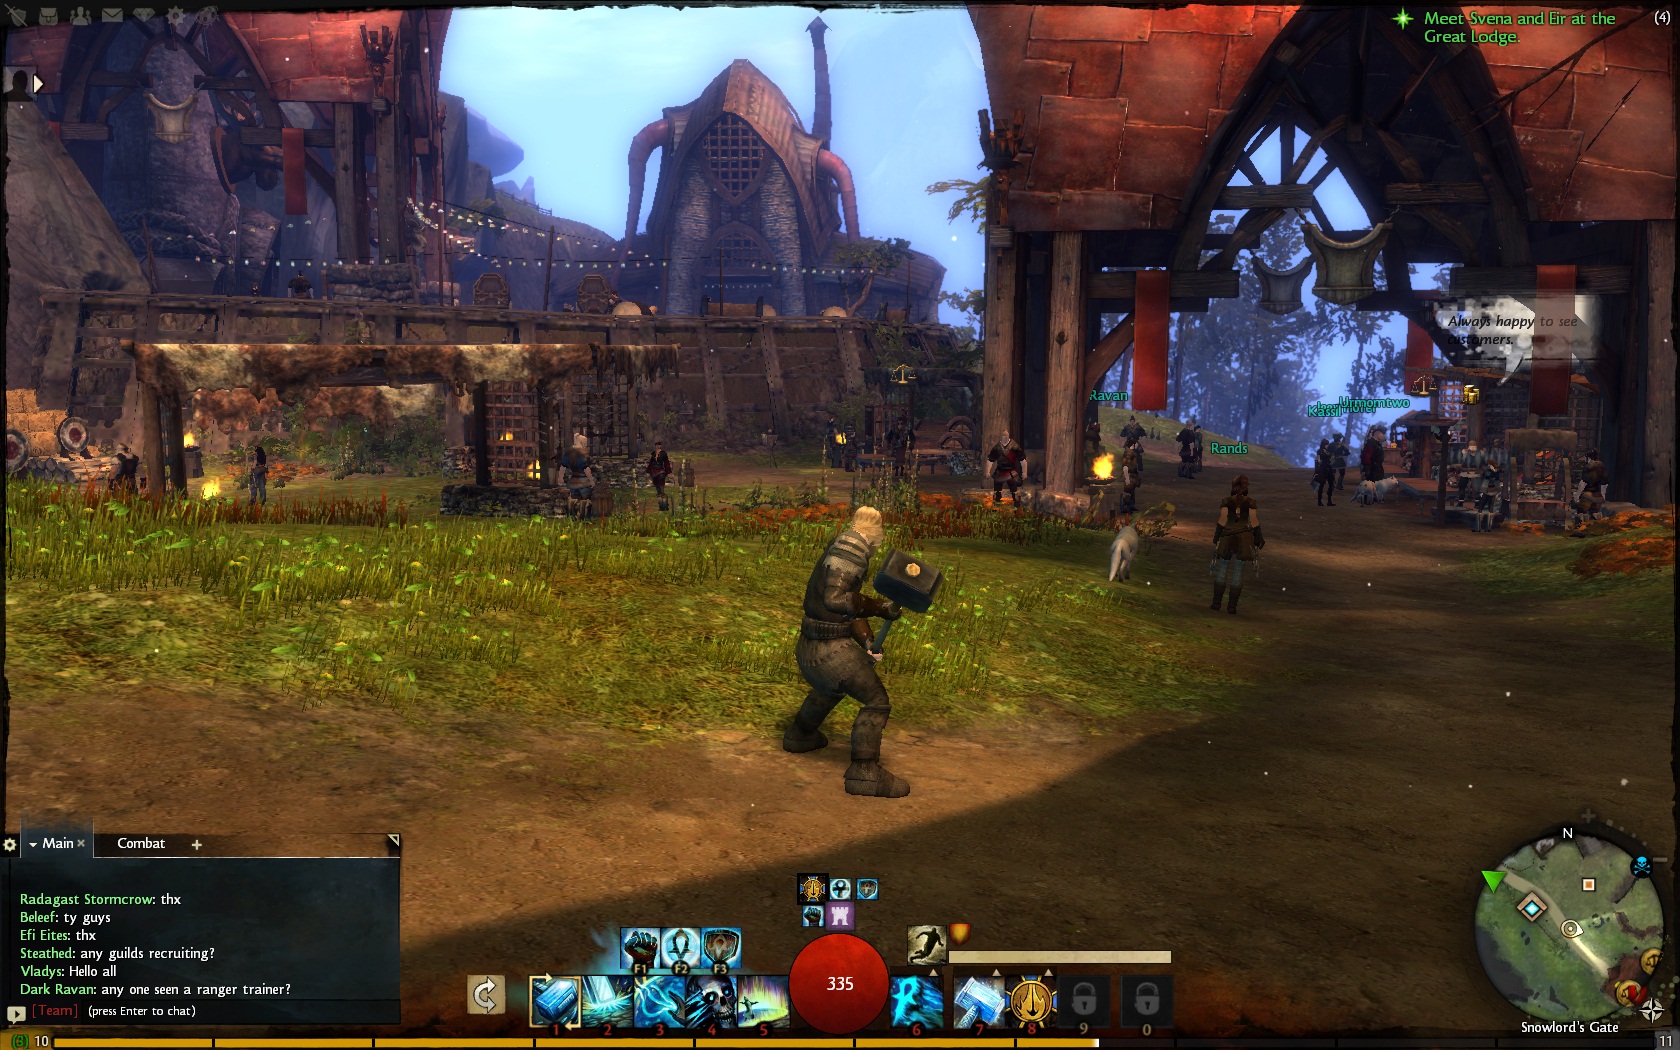 Meet Svena and Eir at the
(4)
Great Lodge.
Always happy to see
customers.
Ravan
Urmomtwo
Kassil
Rands
Main
Combat
Radagast Stormcrow: thx
Beleef: ty guys
Efi Eites: thx
Steathed: any guilds recruiting?
Vladys: Hello all
Dark Ravan: any one seen a ranger trainer?
[Team] (press Enter to chat)
F1 F2 F3
335
1 2 3 4 5 6 7 8 9 0
N
Snowlord's Gate
(3) 10
11